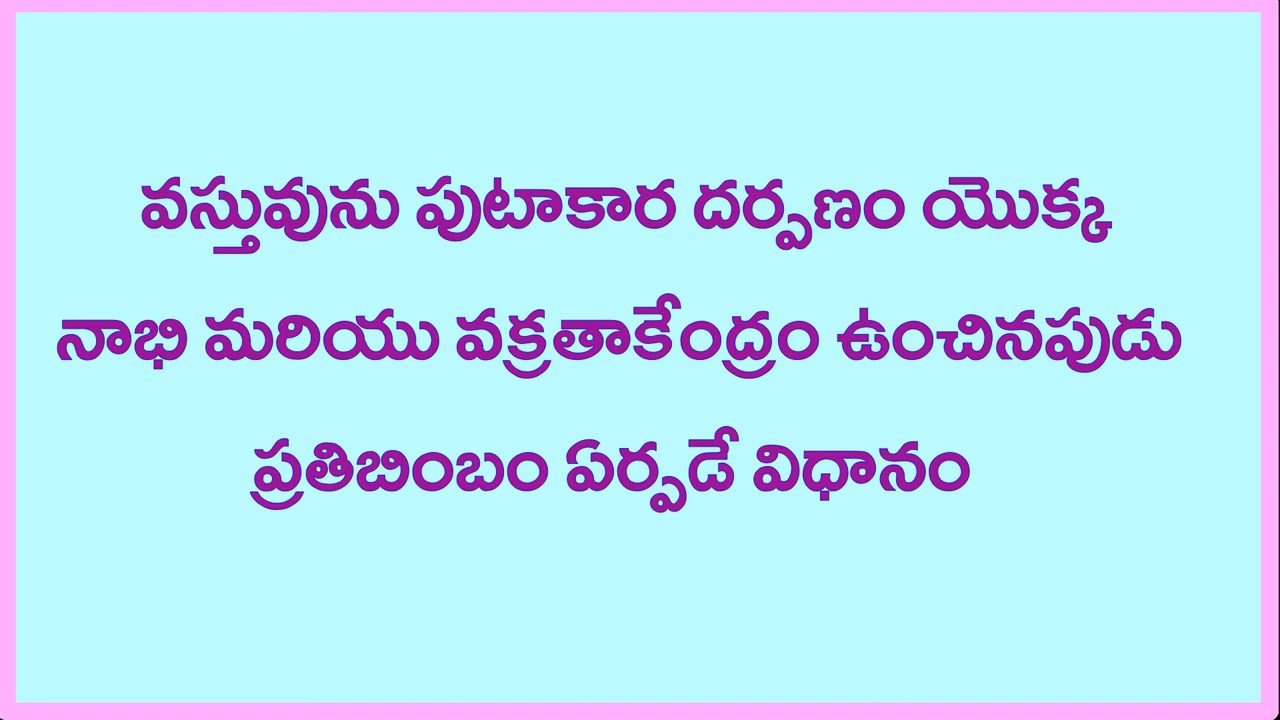 వస్తువును పుటాకార దర్పణం యొక్క
నాభి మరియు వక్రతాకేంద్రం ఉంచినపుడు
ప్రతిబింబం ఏర్పడే విధానం